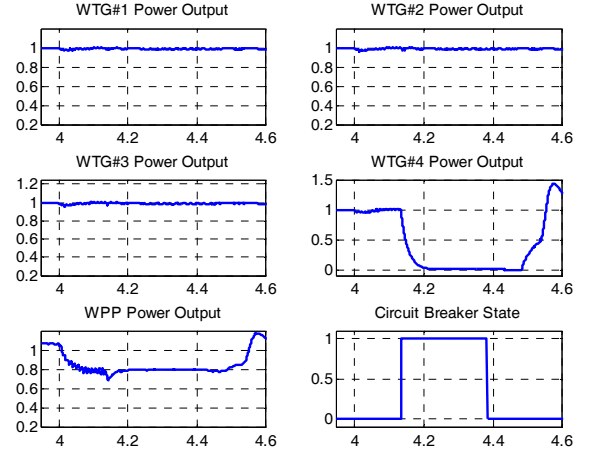 WTG#1 Power Output
WTG#2 Power Output
1
0.8
0.6
0.4
0.2
4 4.2 4.4 4.6
1
0.8
0.6
0.4
0.2
4 4.2 4.4 4.6
WTG#3 Power Output
WTG#4 Power Output
1.2
1
0.8
0.6
0.4
0.2
4 4.2 4.4 4.6
1.5
1
0.5
0
4 4.2 4.4 4.6
WPP Power Output
Circuit Breaker State
1
0.8
0.6
0.4
0.2
4 4.2 4.4 4.6
1
0.5
0
4 4.2 4.4 4.6